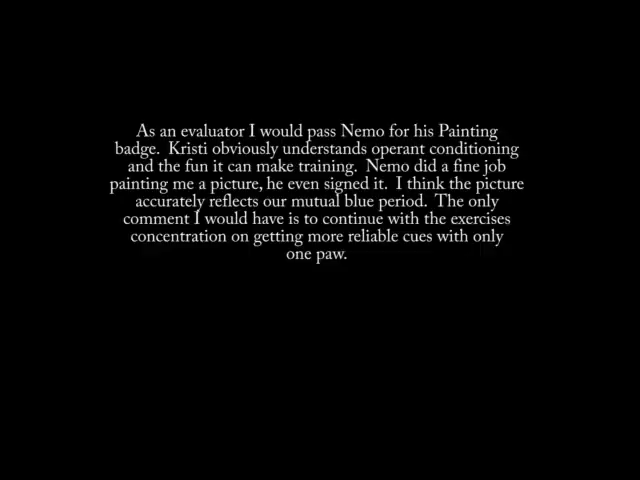 As an evaluator I would pass Nemo for his Painting
badge.  Kristi obviously understands operant conditioning
and the fun it can make training.  Nemo did a fine job
painting me a picture, he even signed it.  I think the picture
accurately reflects our mutual blue period.  The only
comment I would have is to continue with the exercises
concentration on getting more reliable cues with only
one paw.